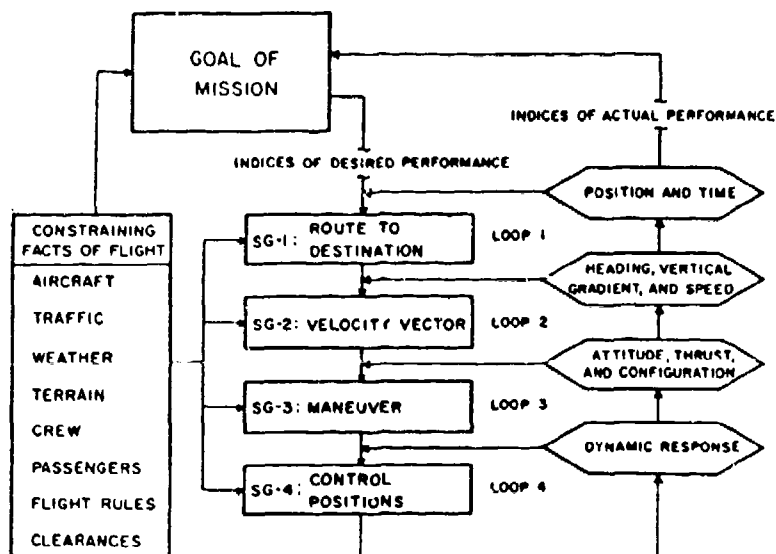 GOAL OF
MISSION
INDICES OF ACTUAL PERFORMANCE
INDICES OF DESIRED PERFORMANCE
POSITION AND TIME
CONSTRAINING
FACTS OF FLIGHT
AIRCRAFT
TRAFFIC
WEATHER
TERRAIN
CREW
PASSENGERS
FLIGHT RULES
CLEARANCES
SG-1: ROUTE TO
DESTINATION
LOOP 1
HEADING, VERTICAL
GRADIENT, AND SPEED
SG-2: VELOCITY VECTOR
LOOP 2
ATTITUDE, THRUST,
AND CONFIGURATION
SG-3: MANEUVER
LOOP 3
DYNAMIC RESPONSE
SG-4: CONTROL
POSITIONS
LOOP 4